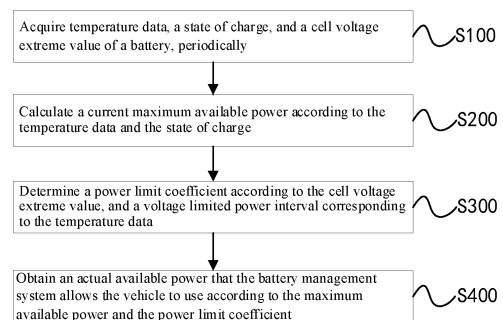 Acquire temperature data, a state of charge, and a cell voltage
extreme value of a battery, periodically
S100
Calculate a current maximum available power according to the
temperature data and the state of charge
S200
Determine a power limit coefficient according to the cell voltage
extreme value, and a voltage limited power interval corresponding
to the temperature data
S300
Obtain an actual available power that the battery management
system allows the vehicle to use according to the maximum
available power and the power limit coefficient
S400